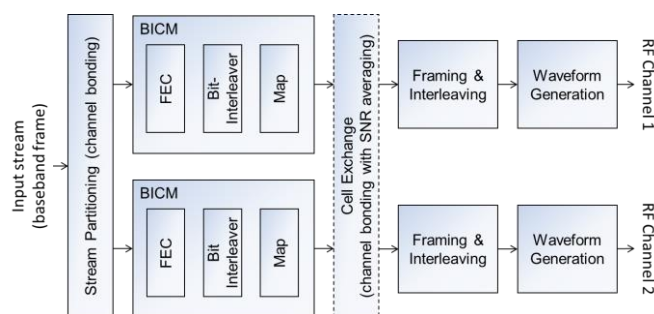 Input stream
(baseband frame)
Stream Partitioning (channel bonding)
BICM
FEC
Bit-
Interleaver
Map
BICM
FEC
Bit
Interleaver
Map
Cell Exchange
(channel bonding with SNR averaging)
Framing &
Interleaving
Waveform
Generation
RF Channel 1
Framing &
Interleaving
Waveform
Generation
RF Channel 2